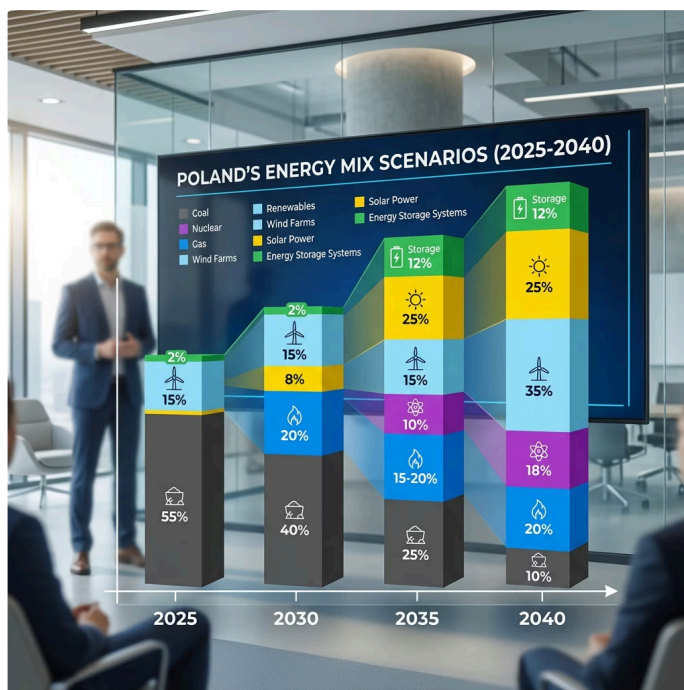 POLAND'S ENERGY MIX SCENARIOS (2025-2040)
Coal
Nuclear
Gas
Wind Farms
Renewables
Wind Farms
Solar Power
Energy Storage Systems
Solar Power
Energy Storage Systems
2%
15%
55%
2%
15%
8%
20%
40%
Storage
12%
25%
15%
10%
15-20%
25%
Storage
12%
25%
35%
18%
20%
10%
2025
2030
2035
2040